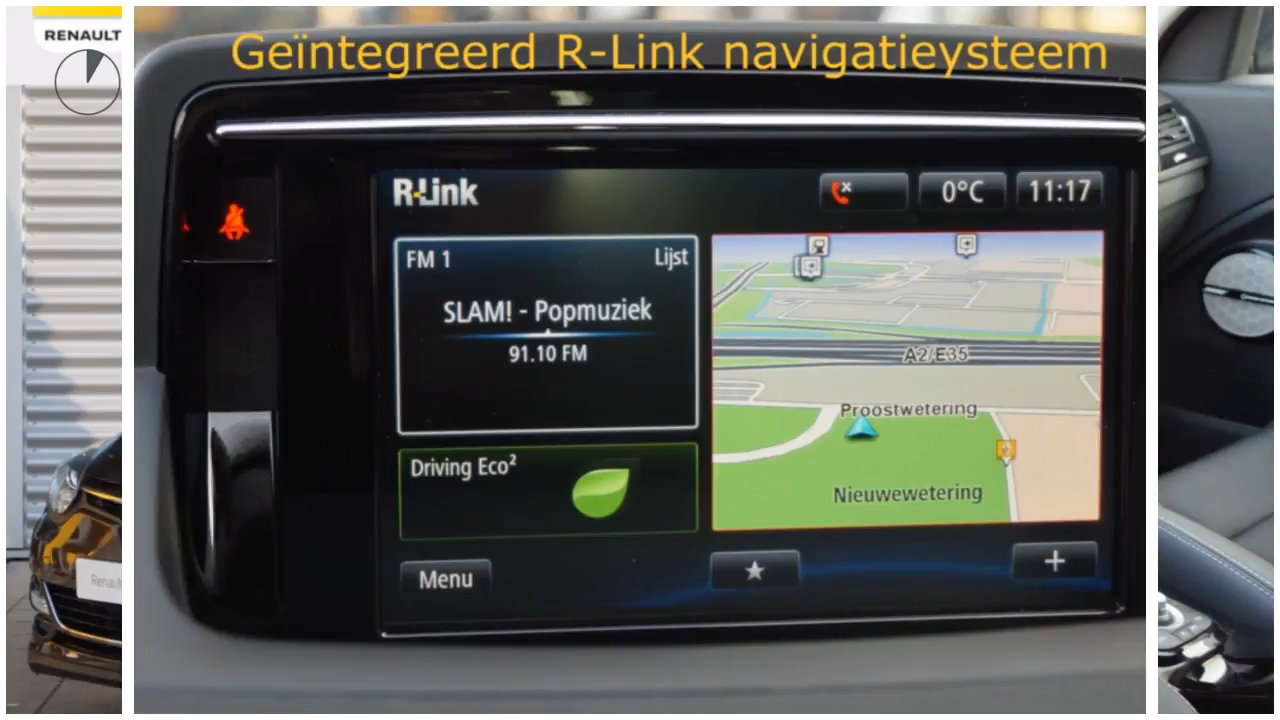 RENAULT
Geïntegreerd R-Link navigatieysteem
R-Link
0°C
11:17
FM 1
Lijst
SLAM! - Popmuziek
91.10 FM
A2/E35
Proostwetering
Driving Eco²
Nieuwewetering
Menu
Renault